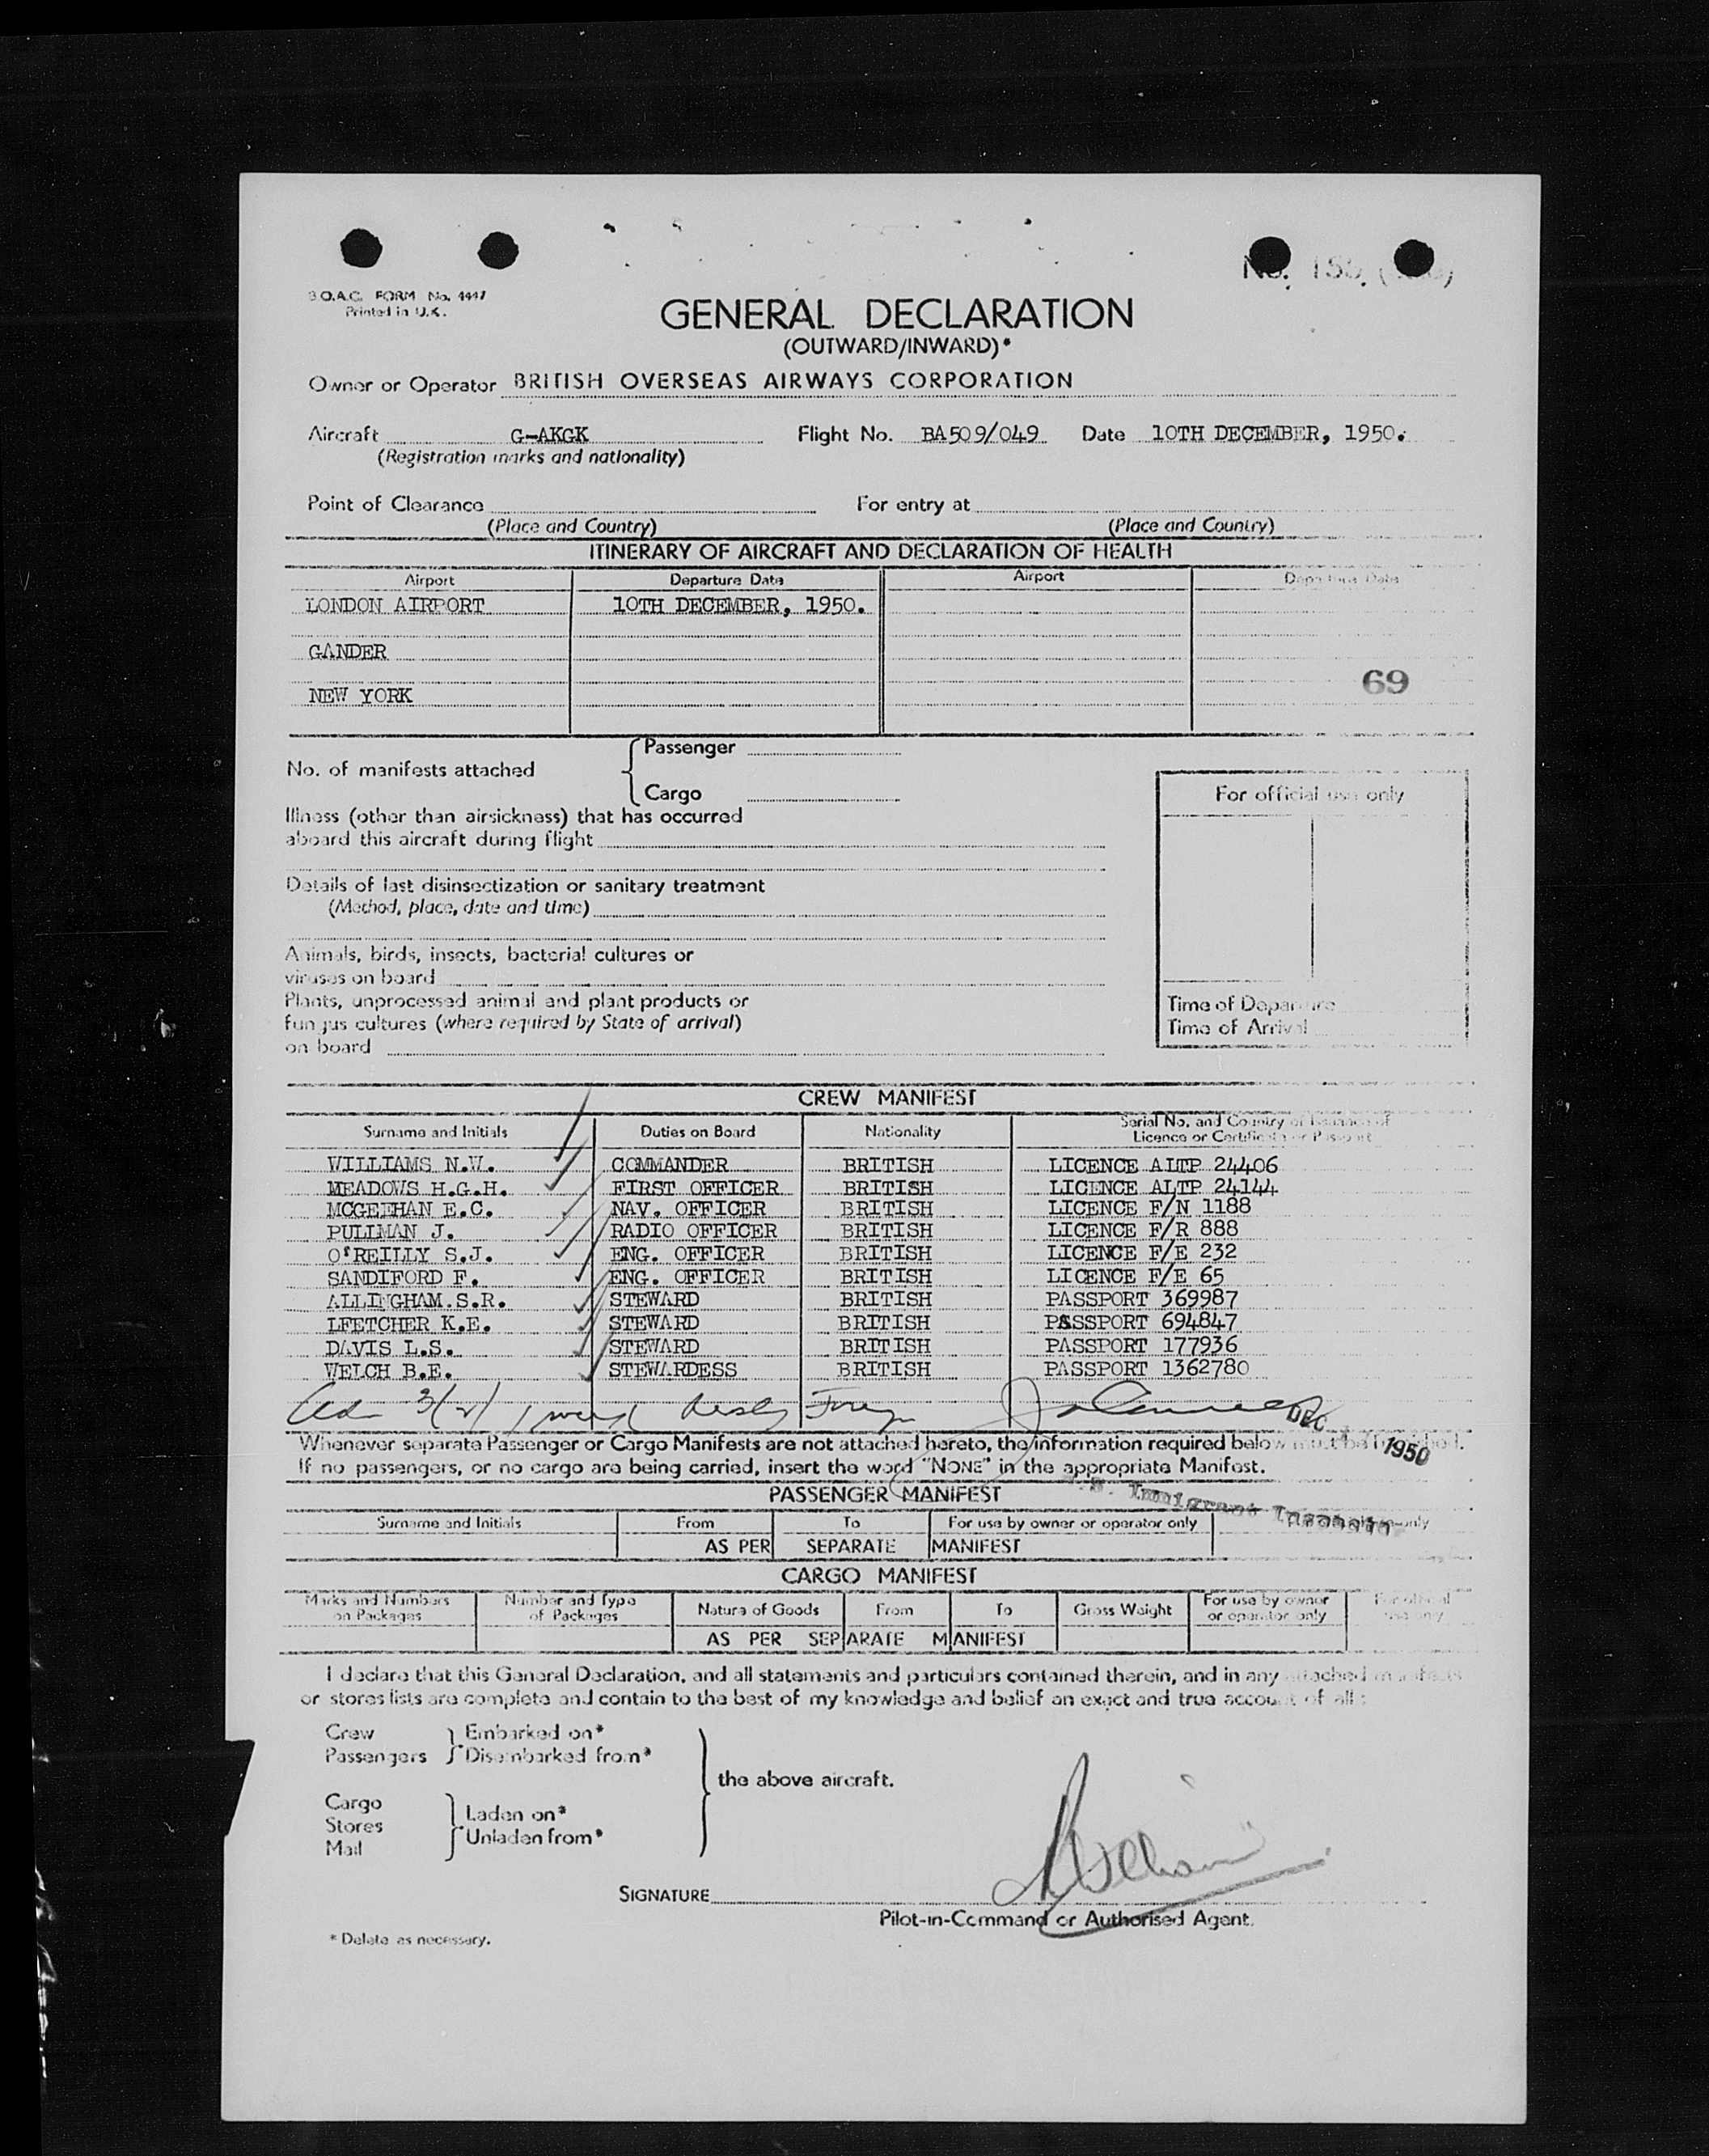 B.O.A.C. FORM No. 4447
Printed in U.K.
GENERAL DECLARATION
(OUTWARD/INWARD)*
Owner or Operator BRITISH OVERSEAS AIRWAYS CORPORATION
Aircraft G-AKGK Flight No. BA509/049 Date 10TH DECEMBER, 1950.
(Registration marks and nationality)
Point of Clearance For entry at
(Place and Country) (Place and Country)
ITINERARY OF AIRCRAFT AND DECLARATION OF HEALTH
Airport Departure Date Airport Departure Date
LONDON AIRPORT 10TH DECEMBER, 1950.
GANDER
69
NEW YORK
Passenger
No. of manifests attached
Cargo
For official use only
Illness (other than airsickness) that has occurred
aboard this aircraft during flight
Details of last disinsectization or sanitary treatment
(Method, place, date and time)
Animals, birds, insects, bacterial cultures or
viruses on board
Plants, unprocessed animal and plant products or
fungus cultures (where required by State of arrival)
on board
Time of Departure
Time of Arrival
CREW MANIFEST
Surname and Initials Duties on Board Nationality Serial No. and Country of Issuance of
Licence or Certificate or Passport
WILLIAMS N.W. COMMANDER BRITISH LICENCE ALTP 24406
MEADOWS H.G.H. FIRST OFFICER BRITISH LICENCE ALTP 24144
MCGEEHAN E.C. NAV. OFFICER BRITISH LICENCE F/N 1188
PULLMAN J. RADIO OFFICER BRITISH LICENCE F/R 888
O'REILLY S.J. ENG. OFFICER BRITISH LICENCE F/E 232
SANDIFORD F. ENG. OFFICER BRITISH LICENCE F/E 65
ALLINGHAM.S.R. STEWARD BRITISH PASSPORT 369987
LFETCHER K.E. STEWARD BRITISH PASSPORT 694847
DAVIS L.S. STEWARD BRITISH PASSPORT 177936
WELCH B.E. STEWARDESS BRITISH PASSPORT 1362780
DEC 1950
Whenever separate Passenger or Cargo Manifests are not attached hereto, the information required below must be furnished.
If no passengers, or no cargo are being carried, insert the word "NONE" in the appropriate Manifest.
PASSENGER MANIFEST
Immigrant Inspector
Surname and Initials From To For use by owner or operator only
AS PER SEPARATE MANIFEST
CARGO MANIFEST
Marks and Numbers on Packages Number and Type of Packages Nature of Goods From To Gross Weight For use by owner or operator only For official use only
AS PER SEPARATE MANIFEST
I declare that this General Declaration, and all statements and particulars contained therein, and in any attached manifests
or stores lists are complete and contain to the best of my knowledge and belief an exact and true account of all :
Crew Embarked on*
Passengers Disembarked from*
the above aircraft.
Cargo
Stores Laden on*
Mail Unladen from*
SIGNATURE
Pilot-in-Command or Authorised Agent.
* Delete as necessary.